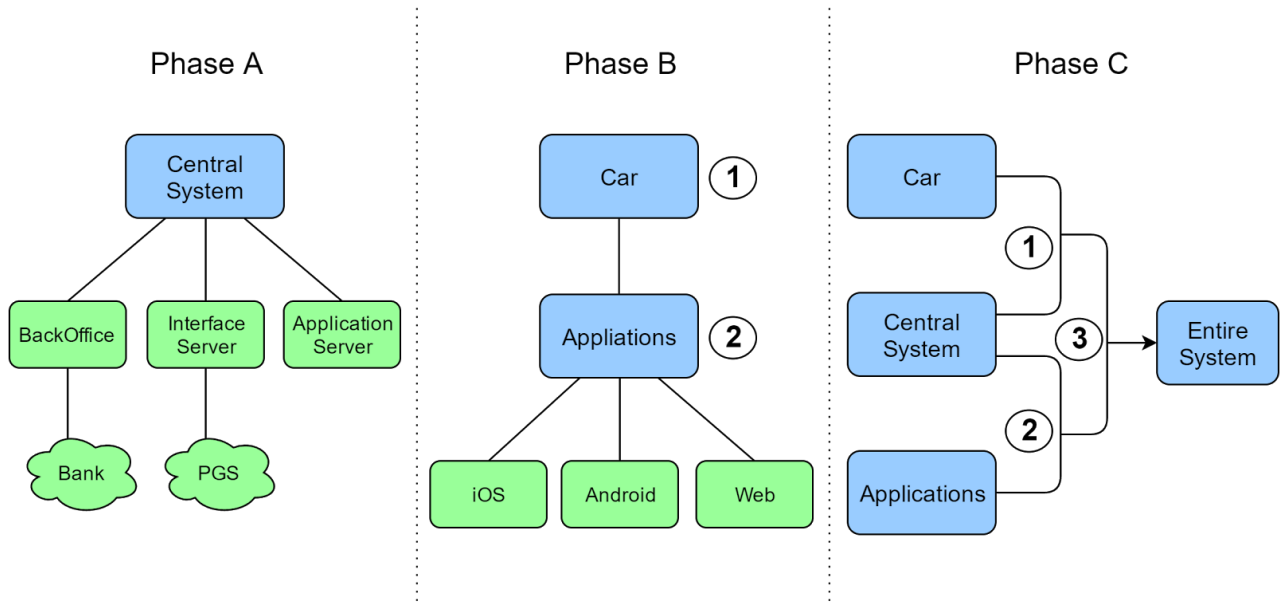 Phase A
Central
System
BackOffice
Interface
Server
Application
Server
Bank
PGS
Phase B
Car
1
Appliations
2
iOS
Android
Web
Phase C
Car
1
Central
System
3
Entire
System
2
Applications